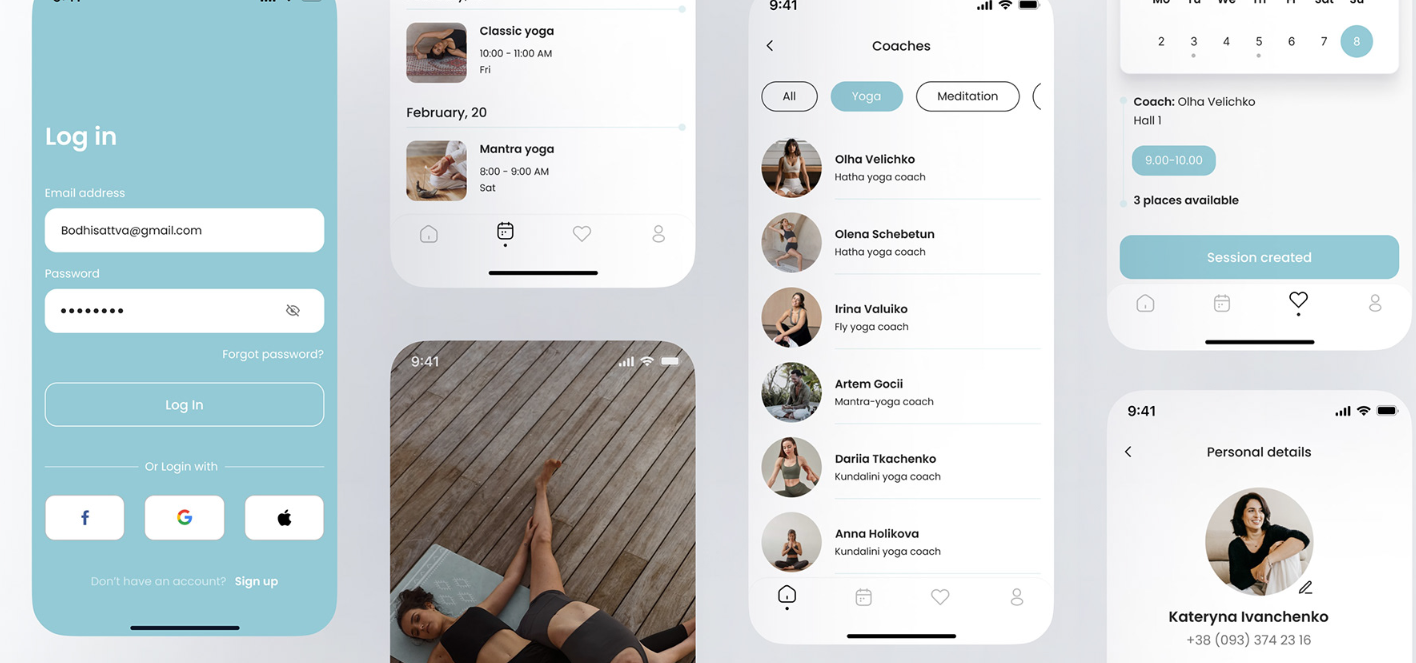 Log in
Email address
Bodhisattva@gmail.com
Password
Forgot password?
Log In
Or Login with
Don't have an account? Sign up
Classic yoga
10:00 - 11:00 AM
Fri
February, 20
Mantra yoga
8:00 - 9:00 AM
Sat
9:41
9:41
Coaches
All
Yoga
Meditation
Olha Velichko
Hatha yoga coach
Olena Schebetun
Hatha yoga coach
Irina Valuiko
Fly yoga coach
Artem Gocii
Mantra-yoga coach
Dariia Tkachenko
Kundalini yoga coach
Anna Holikova
Kundalini yoga coach
2 3 4 5 6 7 8
Coach: Olha Velichko
Hall 1
9.00-10.00
3 places available
Session created
9:41
Personal details
Kateryna Ivanchenko
+38 (093) 374 23 16